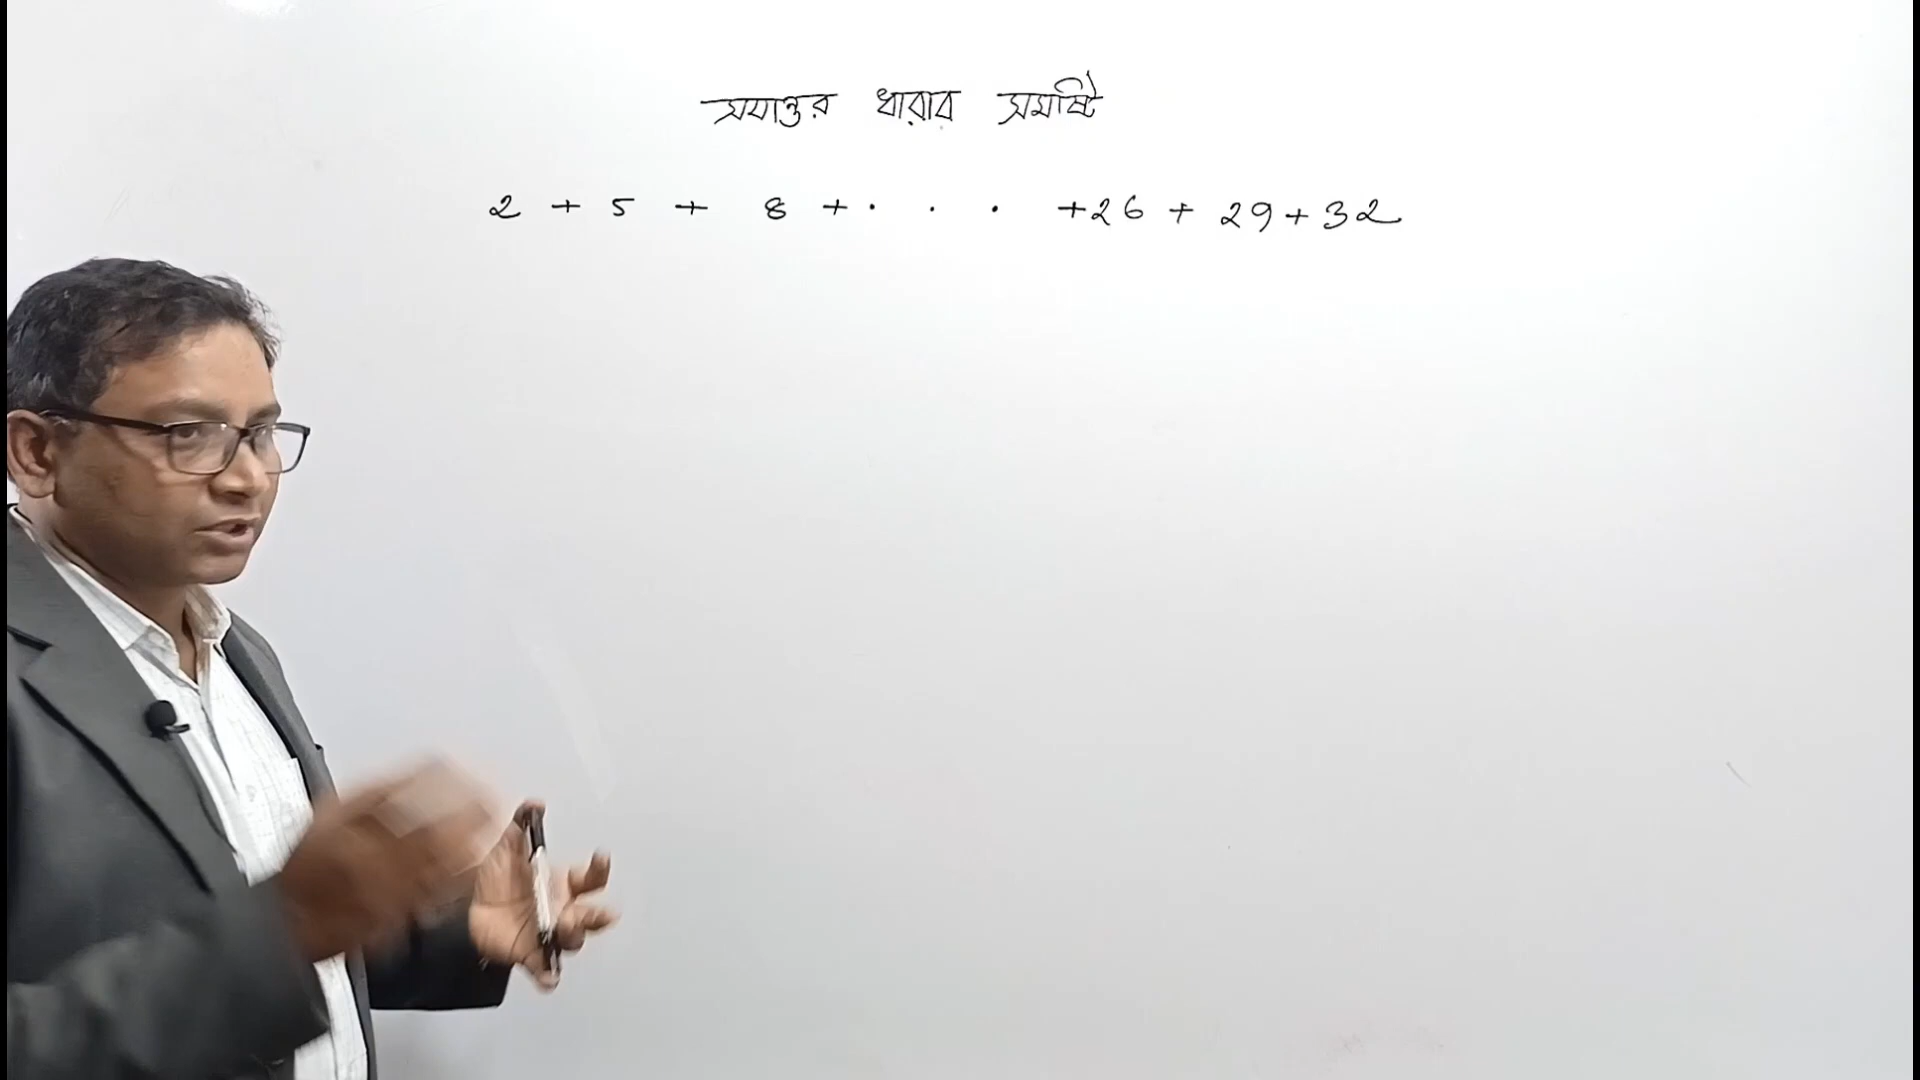 সমান্তর ধারার সমষ্টি
2 + 5 + 8 + . . . + 26 + 29 + 32